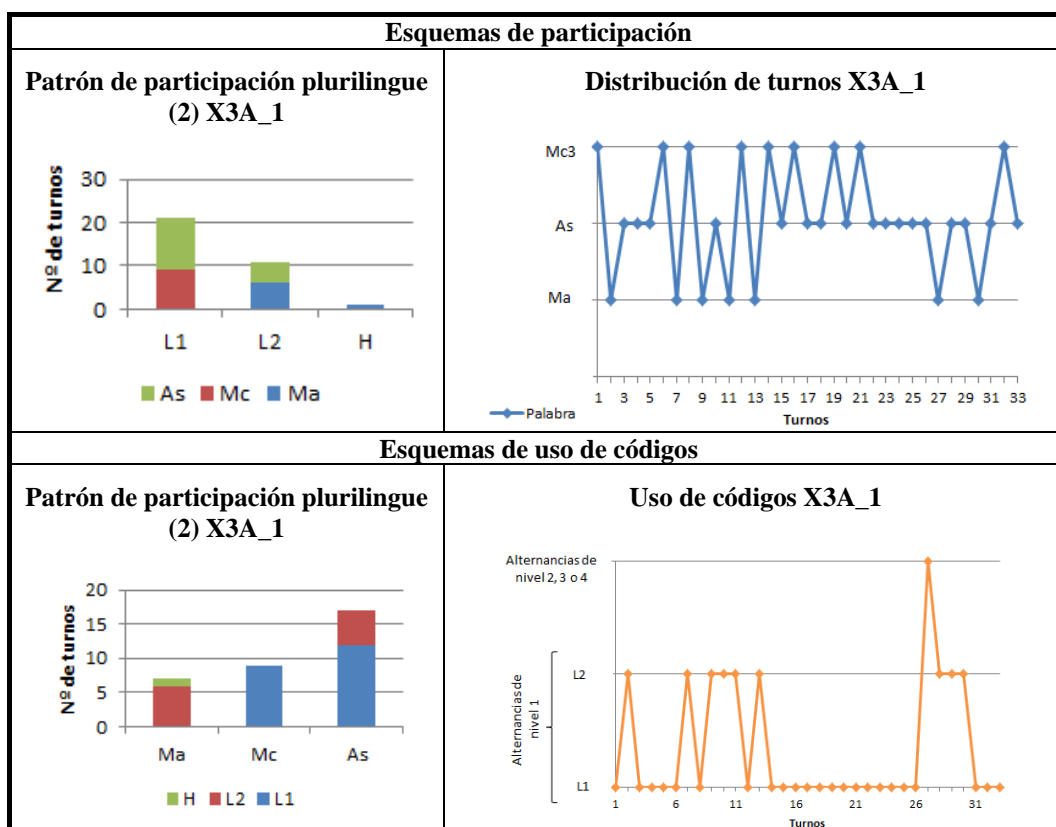 Esquemas de participación
Patrón de participación plurilingue
(2) X3A_1
Nº de turnos
30
20
10
0
L1 L2 H
As Mc Ma
Distribución de turnos X3A_1
Mc3
As
Ma
1 3 5 7 9 11 13 15 17 19 21 23 25 27 29 31 33
Palabra
Turnos
Esquemas de uso de códigos
Patrón de participación plurilingue
(2) X3A_1
Nº de turnos
20
15
10
5
0
Ma Mc As
H L2 L1
Uso de códigos X3A_1
Alternancias de
nivel 2, 3 o 4
Alternancias de
nivel 1
L2
L1
1 6 11 16 21 26 31
Turnos